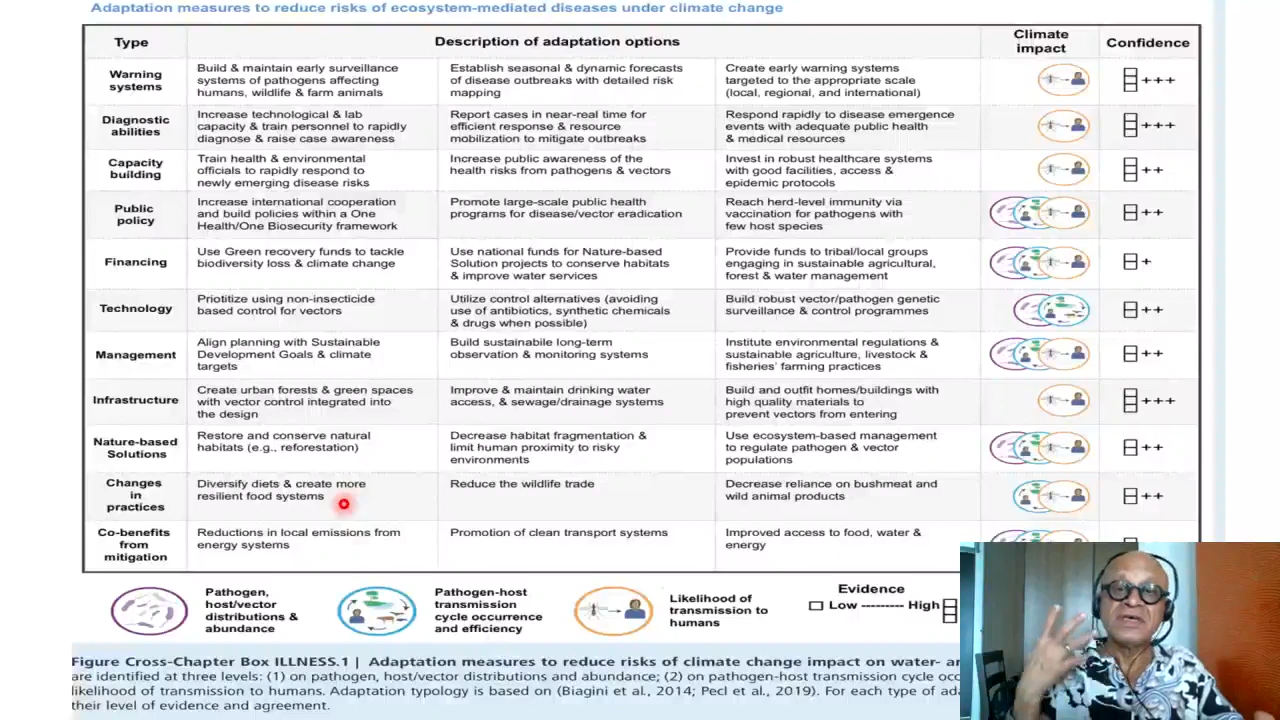 Adaptation measures to reduce risks of ecosystem-mediated diseases under climate change
Type
Description of adaptation options
Climate
impact
Confidence
Warning
systems
Build & maintain early surveillance
systems of pathogens affecting
humans, wildlife & farm animals
Establish seasonal & dynamic forecasts
of disease outbreaks with detailed risk
mapping
Create early warning systems
targeted to the appropriate scale
(local, regional, and international)
+++
Diagnostic
abilities
Increase technological & lab
capacity & train personnel to rapidly
diagnose & raise case awareness
Report cases in near-real time for
efficient response & resource
mobilization to mitigate outbreaks
Respond rapidly to disease emergence
events with adequate public health
& medical resources
+++
Capacity
building
Train health & environmental
officials to rapidly respond to
newly emerging disease risks
Increase public awareness of the
health risks from pathogens & vectors
Invest in robust healthcare systems
with good facilities, access &
epidemic protocols
++
Public
policy
Increase international cooperation
and build policies within a One
Health/One Biosecurity framework
Promote large-scale public health
programs for disease/vector eradication
Reach herd-level immunity via
vaccination for pathogens with
few host species
++
Financing
Use Green recovery funds to tackle
biodiversity loss & climate change
Use national funds for Nature-based
Solution projects to conserve habitats
& improve water services
Provide funds to tribal/local groups
engaging in sustainable agricultural,
forest & water management
+
Technology
Priotitize using non-insecticide
based control for vectors
Utilize control alternatives (avoiding
use of antibiotics, synthetic chemicals
& drugs when possible)
Build robust vector/pathogen genetic
surveillance & control programmes
++
Management
Align planning with Sustainable
Development Goals & climate
targets
Build sustainabile long-term
observation & monitoring systems
Institute environmental regulations &
sustainable agriculture, livestock &
fisheries' farming practices
++
Infrastructure
Create urban forests & green spaces
with vector control integrated into
the design
Improve & maintain drinking water
access, & sewage/drainage systems
Build and outfit homes/buildings with
high quality materials to
prevent vectors from entering
+++
Nature-based
Solutions
Restore and conserve natural
habitats (e.g., reforestation)
Decrease habitat fragmentation &
limit human proximity to risky
environments
Use ecosystem-based management
to regulate pathogen & vector
populations
++
Changes
in
practices
Diversify diets & create more
resilient food systems
Reduce the wildlife trade
Decrease reliance on bushmeat and
wild animal products
++
Co-benefits
from
mitigation
Reductions in local emissions from
energy systems
Promotion of clean transport systems
Improved access to food, water &
energy
Pathogen,
host/vector
distributions &
abundance
Pathogen-host
transmission
cycle occurrence
and efficiency
Likelihood of
transmission to
humans
Evidence
Low --------- High
Figure Cross-Chapter Box ILLNESS.1 | Adaptation measures to reduce risks of climate change impact on water- 
are identified at three levels: (1) on pathogen, host/vector distributions and abundance; (2) on pathogen-host transmission cycle
likelihood of transmission to humans. Adaptation typology is based on (Biagini et al., 2014; Pecl et al., 2019). For each type of
their level of evidence and agreement.